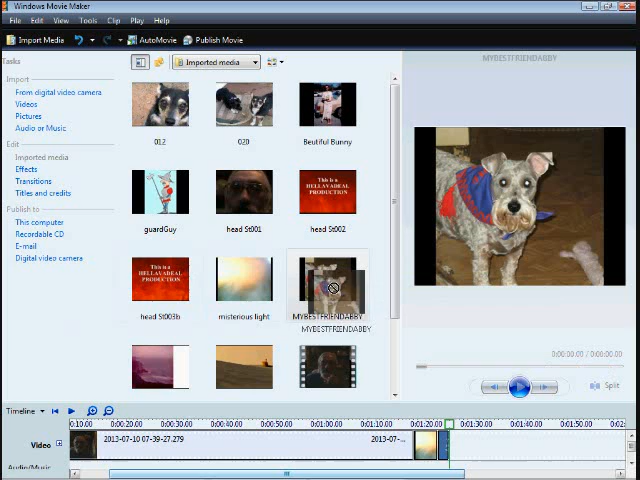 Windows Movie Maker
File Edit View Tools Clip Play Help
Import Media AutoMovie Publish Movie
Tasks
Imported media
MYBESTFRIENDABBY
Import
From digital video camera
Videos
Pictures
Audio or Music
Edit
Imported media
Effects
Transitions
Titles and credits
Publish to
This computer
Recordable CD
E-mail
Digital video camera
012 020 Beutiful Bunny
This is a
HELLAVADEAL
PRODUCTION
guardGuy head St001 head St002
This is a
HELLAVADEAL
PRODUCTION
head St003b misterious light MYBESTFRIENDABBY
MYBESTFRIENDABBY
0:00:00.00 / 0:00:00.00
Split
Timeline
0:10.00 0:00:20.00 0:00:30.00 0:00:40.00 0:00:50.00 0:01:00.00 0:01:10.00 0:01:20.00 0:01:30.00 0:01:40.00 0:01:50.00 0:02:
Video 2013-07-10 07-39-27.279 2013-07-...
Audio/Music